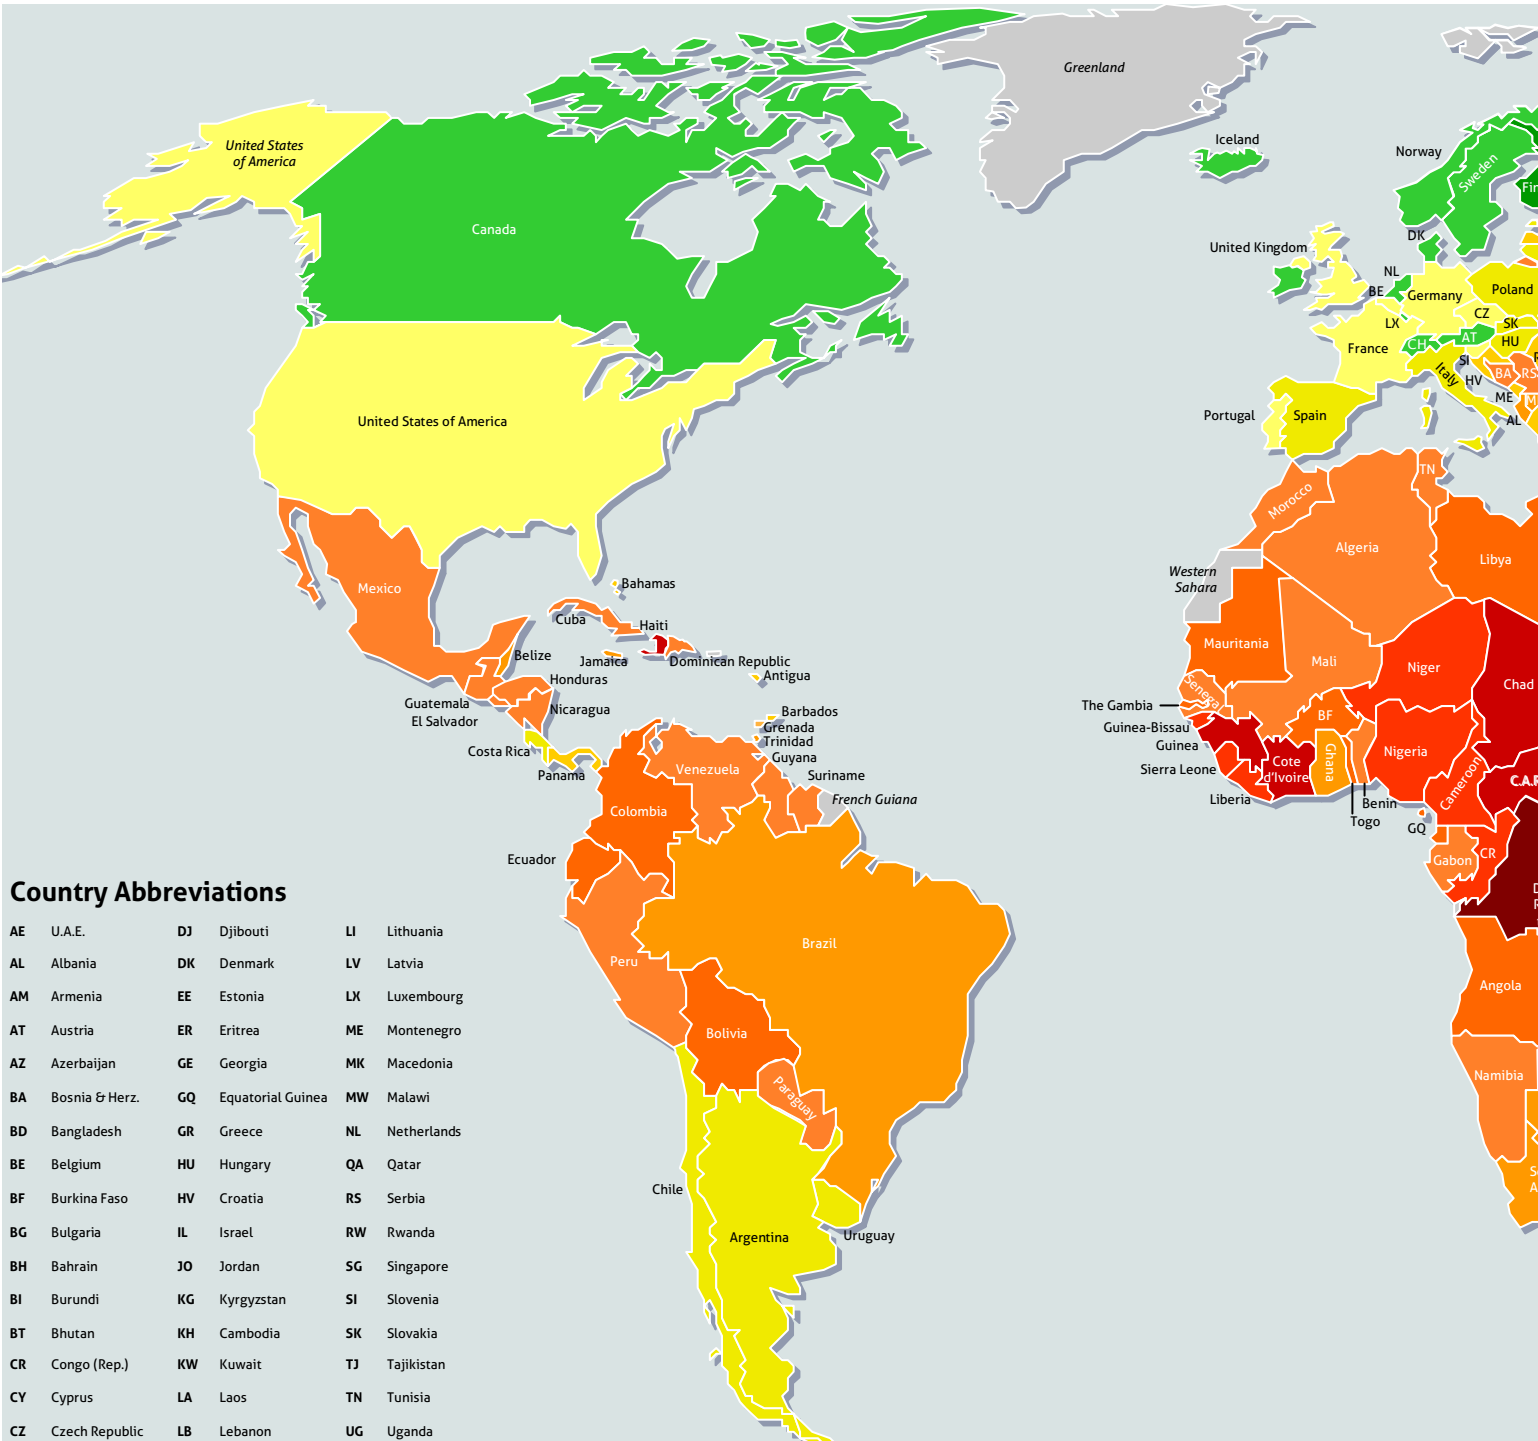 Greenland
United States
of America
Iceland
Norway
Sweden
Fin
Canada
DK
United Kingdom
NL
BE
Germany
Poland
LX
CZ
SK
France
CH
AT
HU
SI
Italy
HV
BA
RS
ME
M
AL
United States of America
Portugal
Spain
TN
Morocco
Algeria
Libya
Western
Sahara
Mexico
Bahamas
Cuba
Haiti
Belize
Jamaica
Dominican Republic
Antigua
Honduras
Guatemala
El Salvador
Nicaragua
Costa Rica
Panama
Barbados
Grenada
Trinidad
Guyana
Venezuela
Suriname
French Guiana
Colombia
Ecuador
Mauritania
Mali
Niger
Chad
Senegal
The Gambia
Guinea-Bissau
Guinea
Sierra Leone
Liberia
BF
Cote
d'Ivoire
Ghana
Nigeria
Cameroon
C.A.R
Benin
Togo
GQ
Gabon
CR
D
R
Peru
Brazil
Bolivia
Paraguay
Angola
Namibia
S
A
Chile
Argentina
Uruguay
Country Abbreviations
AE U.A.E. DJ Djibouti LI Lithuania
AL Albania DK Denmark LV Latvia
AM Armenia EE Estonia LX Luxembourg
AT Austria ER Eritrea ME Montenegro
AZ Azerbaijan GE Georgia MK Macedonia
BA Bosnia & Herz. GQ Equatorial Guinea MW Malawi
BD Bangladesh GR Greece NL Netherlands
BE Belgium HU Hungary QA Qatar
BF Burkina Faso HV Croatia RS Serbia
BG Bulgaria IL Israel RW Rwanda
BH Bahrain JO Jordan SG Singapore
BI Burundi KG Kyrgyzstan SI Slovenia
BT Bhutan KH Cambodia SK Slovakia
CR Congo (Rep.) KW Kuwait TJ Tajikistan
CY Cyprus LA Laos TN Tunisia
CZ Czech Republic LB Lebanon UG Uganda